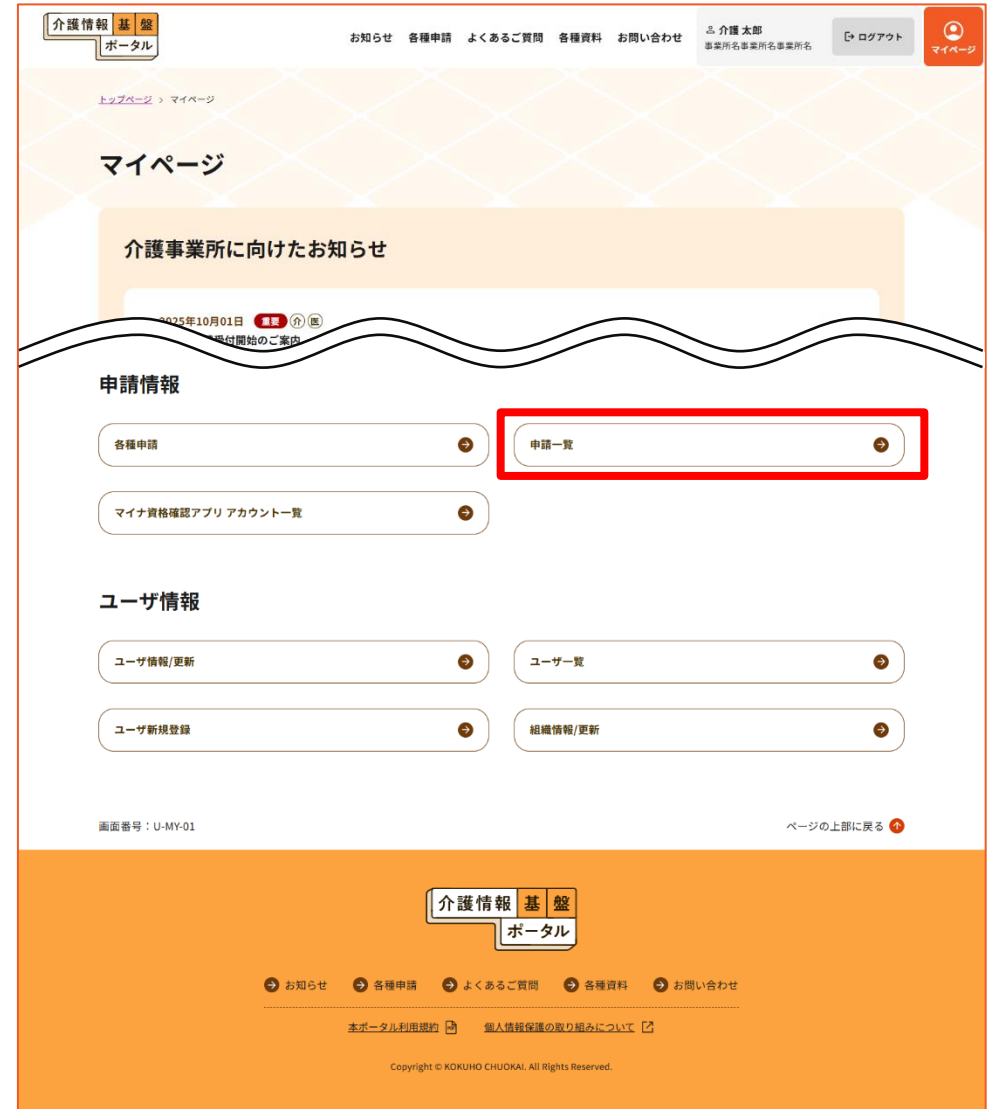 介護情報 基 盤
ポータル
お知らせ 各種申請 よくあるご質問 各種資料 お問い合わせ
介護 太郎
事業所名事業所名事業所名
ログアウト
マイページ
トップページ > マイページ
マイページ
介護事業所に向けたお知らせ
2025年10月01日 重要 介 医
受付開始のご案内
申請情報
各種申請
申請一覧
マイナ資格確認アプリ アカウント一覧
ユーザ情報
ユーザ情報/更新
ユーザ一覧
ユーザ新規登録
組織情報/更新
画面番号：U-MY-01
ページの上部に戻る
介護情報 基 盤
ポータル
お知らせ 各種申請 よくあるご質問 各種資料 お問い合わせ
本ポータル利用規約 個人情報保護の取り組みについて
Copyright © KOKUHO CHUOKAI. All Rights Reserved.